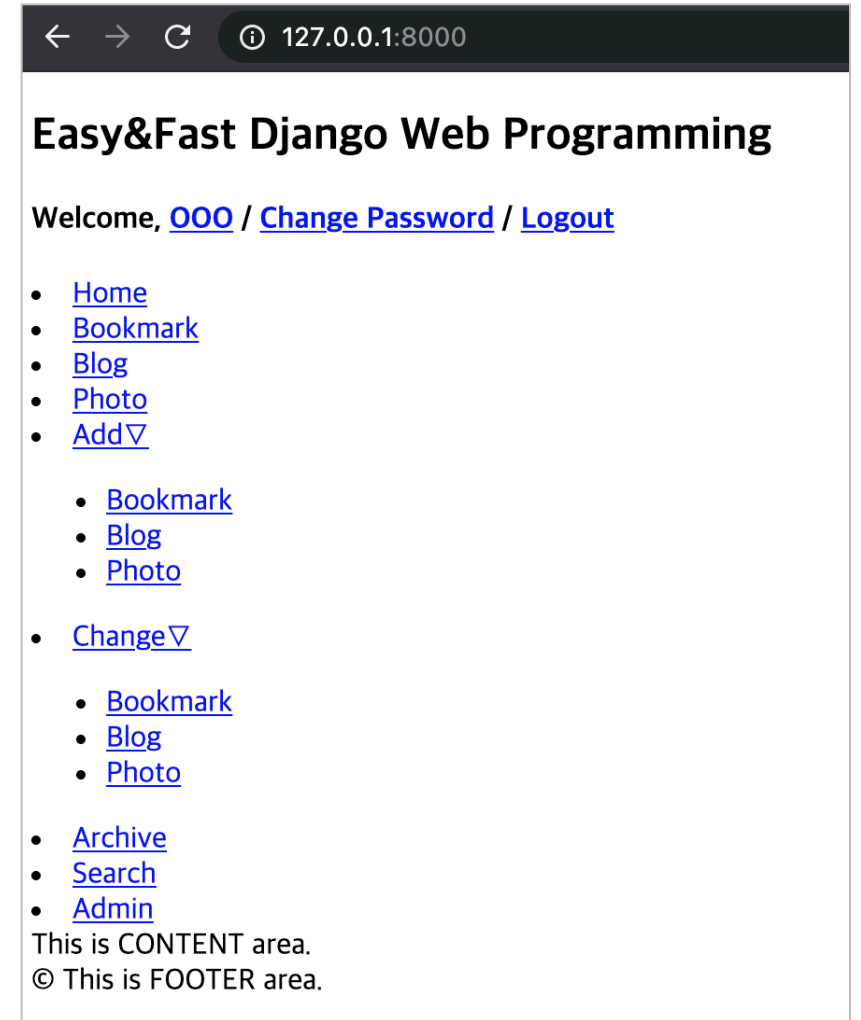 127.0.0.1:8000
Easy&Fast Django Web Programming
Welcome, OOO / Change Password / Logout
Home
Bookmark
Blog
Photo
Add▽
Bookmark
Blog
Photo
Change▽
Bookmark
Blog
Photo
Archive
Search
Admin
This is CONTENT area.
© This is FOOTER area.